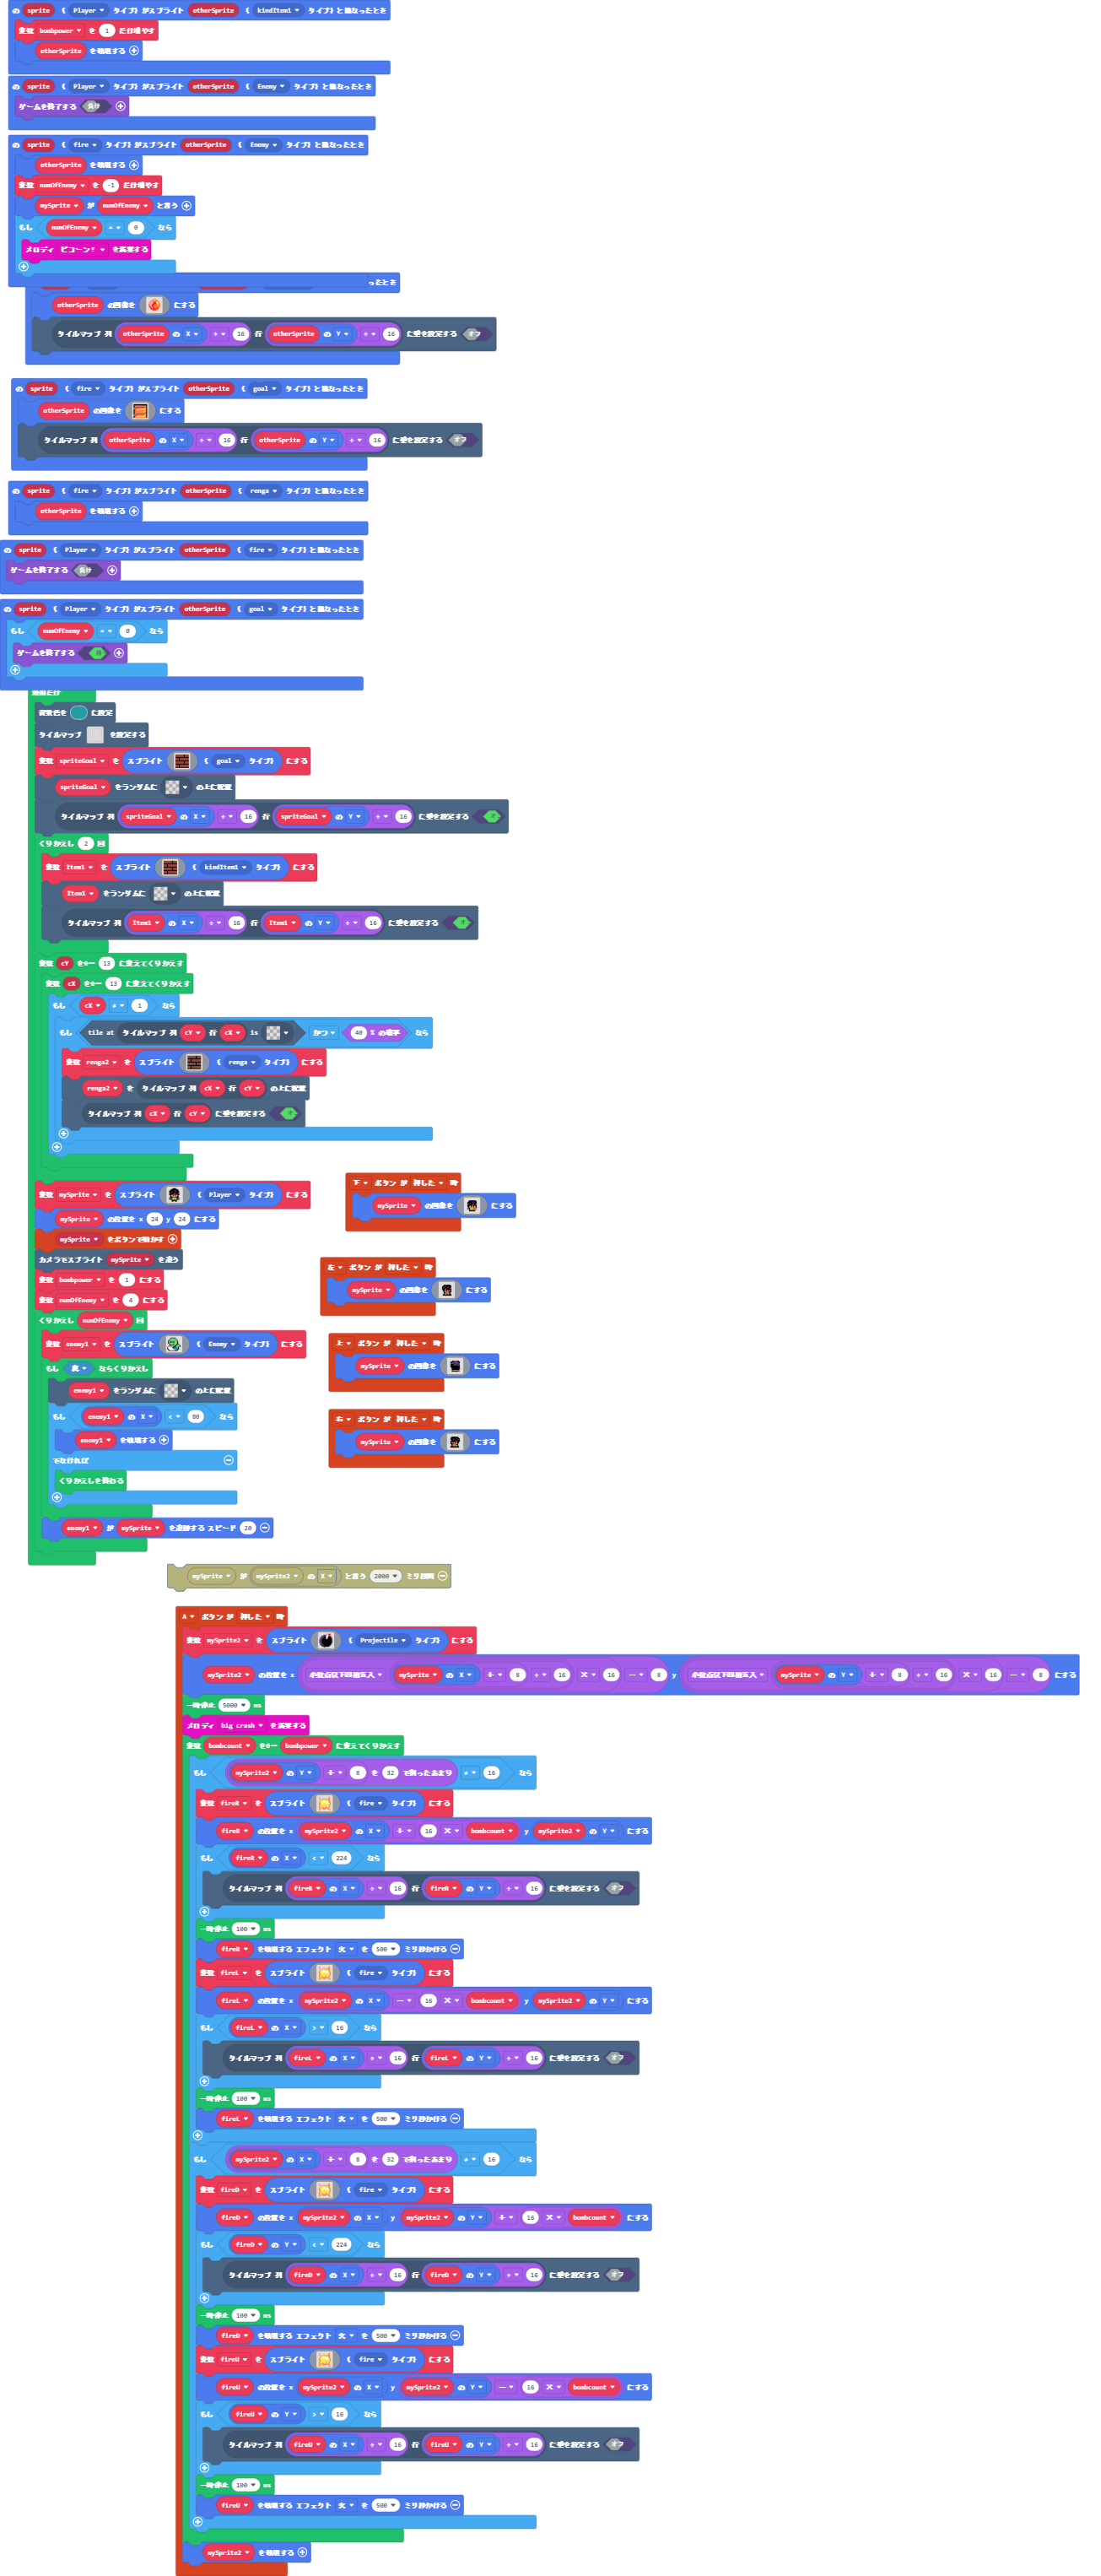 sprite { Player タイプ} がスプライト otherSprite { kindItem1 タイプ} と重なったとき
変数 bombpower を 1 だけ増やす
otherSprite を破壊する
sprite { Player タイプ} がスプライト otherSprite { Enemy タイプ} と重なったとき
ゲームを終了する 負け
sprite { fire タイプ} がスプライト otherSprite { Enemy タイプ} と重なったとき
otherSprite を破壊する
変数 numOfEnemy を -1 だけ増やす
mySprite が numOfEnemy と言う
もし numOfEnemy = 0 なら
メロディ ピコーン! を演奏する
ったとき
otherSprite の画像を にする
タイルマップ 列 otherSprite の X ÷ 16 行 otherSprite の Y ÷ 16 に壁を設定する オフ
sprite { fire タイプ} がスプライト otherSprite { goal タイプ} と重なったとき
otherSprite の画像を にする
タイルマップ 列 otherSprite の X ÷ 16 行 otherSprite の Y ÷ 16 に壁を設定する オフ
sprite { fire タイプ} がスプライト otherSprite { renga タイプ} と重なったとき
otherSprite を破壊する
の sprite { Player タイプ} がスプライト otherSprite { fire タイプ} と重なったとき
ゲームを終了する 負け
の sprite { Player タイプ} がスプライト otherSprite { goal タイプ} と重なったとき
もし numOfEnemy = 0 なら
ゲームを終了する
最初だけ
背景色を に設定
タイルマップ を設定する
変数 spriteGoal を スプライト { goal タイプ} にする
spriteGoal をランダムに の上に配置
タイルマップ 列 spriteGoal の X ÷ 16 行 spriteGoal の Y ÷ 16 に壁を設定する
くりかえし 2 回
変数 Item1 を スプライト { kindItem1 タイプ} にする
Item1 をランダムに の上に配置
タイルマップ 列 Item1 の X ÷ 16 行 Item1 の Y ÷ 16 に壁を設定する
変数 cY を0〜 13 に変えてくりかえす
変数 cX を0〜 13 に変えてくりかえす
もし cX ≠ 1 なら
もし tile at タイルマップ 列 cY 行 cX is かつ 40 % の確率 なら
変数 renga2 を スプライト { renga タイプ} にする
renga2 を タイルマップ 列 cX 行 cY の上に配置
タイルマップ 列 cX 行 cY に壁を設定する
変数 mySprite を スプライト { Player タイプ} にする
mySprite の位置を x 24 y 24 にする
mySprite をボタンで動かす
カメラでスプライト mySprite を追う
変数 bombpower を 1 にする
変数 numOfEnemy を 4 にする
くりかえし numOfEnemy 回
変数 enemy1 を スプライト { Enemy タイプ} にする
もし 真 ならくりかえし
enemy1 をランダムに の上に配置
もし enemy1 の X < 80 なら
enemy1 を破壊する
でなければ
くりかえしを終わる
enemy1 が mySprite を追跡する スピード 20
下 ボタン が 押した 時
mySprite の画像を にする
左 ボタン が 押した 時
mySprite の画像を にする
上 ボタン が 押した 時
mySprite の画像を にする
右 ボタン が 押した 時
mySprite の画像を にする
mySprite が mySprite2 の X と言う 2000 ミリ秒間
A ボタン が 押した 時
変数 mySprite2 を スプライト { Projectile タイプ} にする
mySprite2 の位置を x 小数点以下四捨五入 mySprite の X + 8 ÷ 16 × 16 − 8 y 小数点以下四捨五入 mySprite の Y + 8 ÷ 16 × 16 − 8 にする
一時停止 5000 ms
メロディ big crash を演奏する
変数 bombcount を0〜 bombpower に変えてくりかえす
もし mySprite2 の Y + 8 を 32 で割ったあまり ≠ 16 なら
変数 fireR を スプライト { fire タイプ} にする
fireR の位置を x mySprite2 の X + 16 × bombcount y mySprite2 の Y にする
もし fireR の X < 224 なら
タイルマップ 列 fireR の X ÷ 16 行 fireR の Y ÷ 16 に壁を設定する オフ
一時停止 100 ms
fireR を破壊する エフェクト 火 を 500 ミリ秒かける
変数 fireL を スプライト { fire タイプ} にする
fireL の位置を x mySprite2 の X − 16 × bombcount y mySprite2 の Y にする
もし fireL の X > 16 なら
タイルマップ 列 fireL の X ÷ 16 行 fireL の Y ÷ 16 に壁を設定する オフ
一時停止 100 ms
fireL を破壊する エフェクト 火 を 500 ミリ秒かける
もし mySprite2 の X + 8 を 32 で割ったあまり ≠ 16 なら
変数 fireD を スプライト { fire タイプ} にする
fireD の位置を x mySprite2 の X y mySprite2 の Y + 16 × bombcount にする
もし fireD の Y < 224 なら
タイルマップ 列 fireD の X ÷ 16 行 fireD の Y ÷ 16 に壁を設定する オフ
一時停止 100 ms
fireD を破壊する エフェクト 火 を 500 ミリ秒かける
変数 fireU を スプライト { fire タイプ} にする
fireU の位置を x mySprite2 の X y mySprite2 の Y − 16 × bombcount にする
もし fireU の Y > 16 なら
タイルマップ 列 fireU の X ÷ 16 行 fireU の Y ÷ 16 に壁を設定する オフ
一時停止 100 ms
fireU を破壊する エフェクト 火 を 500 ミリ秒かける
mySprite2 を破壊する